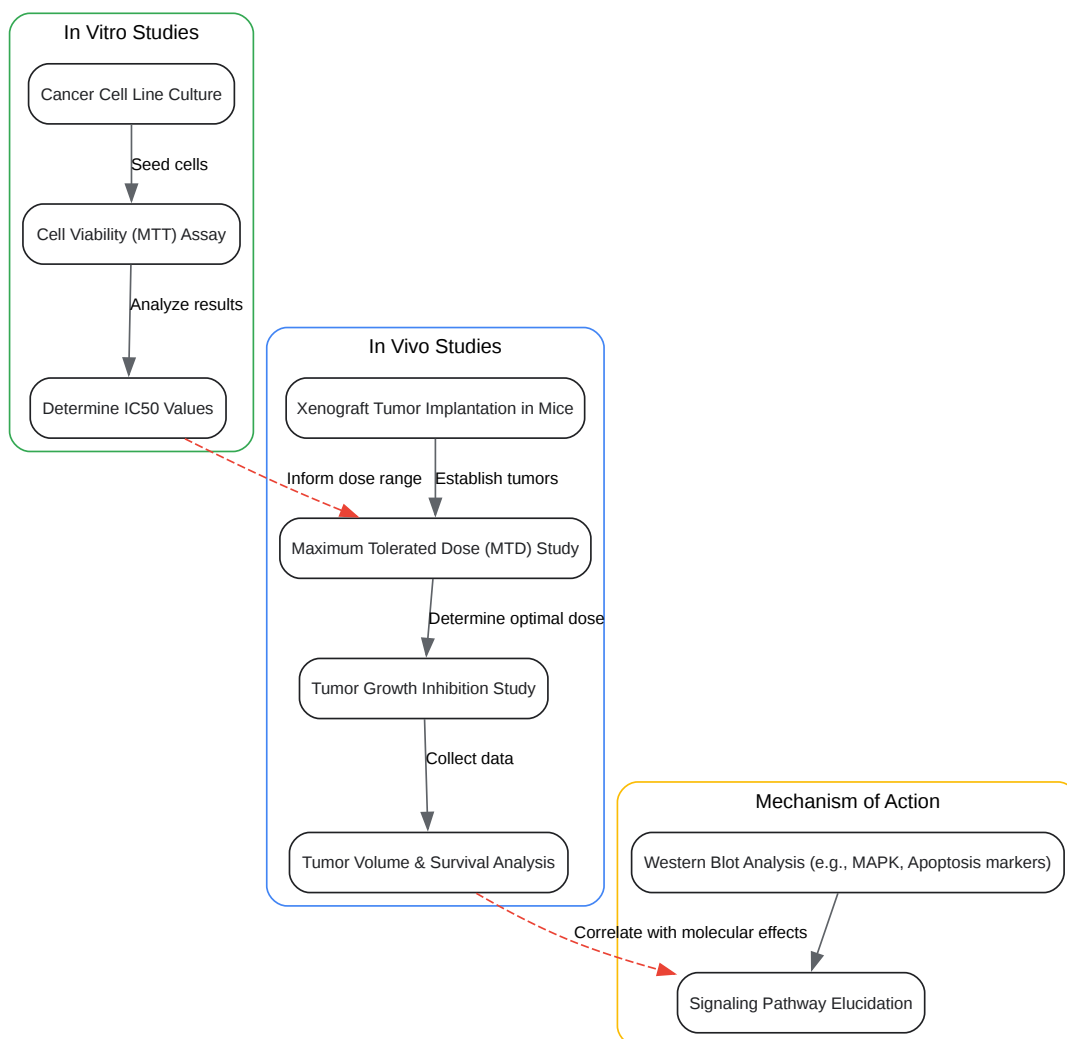 In Vitro Studies
Cancer Cell Line Culture
Seed cells
Cell Viability (MTT) Assay
Analyze results
Determine IC50 Values
In Vivo Studies
Xenograft Tumor Implantation in Mice
Inform dose range
Establish tumors
Maximum Tolerated Dose (MTD) Study
Determine optimal dose
Tumor Growth Inhibition Study
Collect data
Tumor Volume & Survival Analysis
Mechanism of Action
Western Blot Analysis (e.g., MAPK, Apoptosis markers)
Correlate with molecular effects
Signaling Pathway Elucidation